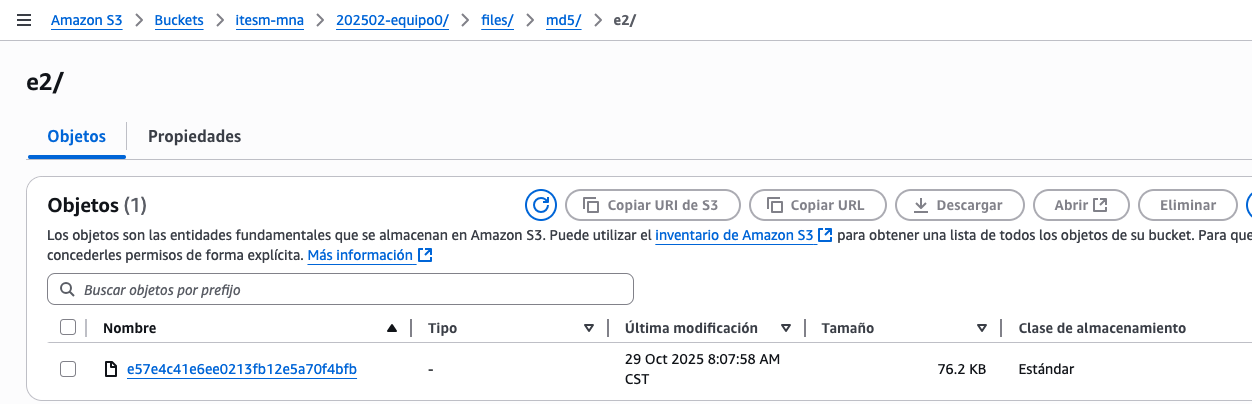 Amazon S3 > Buckets > itesm-mna > 202502-equipo0/ > files/ > md5/ > e2/
e2/
Objetos Propiedades
Objetos (1) Copiar URI de S3 Copiar URL Descargar Abrir Eliminar
Los objetos son las entidades fundamentales que se almacenan en Amazon S3. Puede utilizar el inventario de Amazon S3 para obtener una lista de todos los objetos de su bucket. Para que
concederles permisos de forma explícita. Más información
Buscar objetos por prefijo
Nombre Tipo Última modificación Tamaño Clase de almacenamiento
e57e4c41e6ee0213fb12e5a70f4bfb - 29 Oct 2025 8:07:58 AM 76.2 KB Estándar
CST